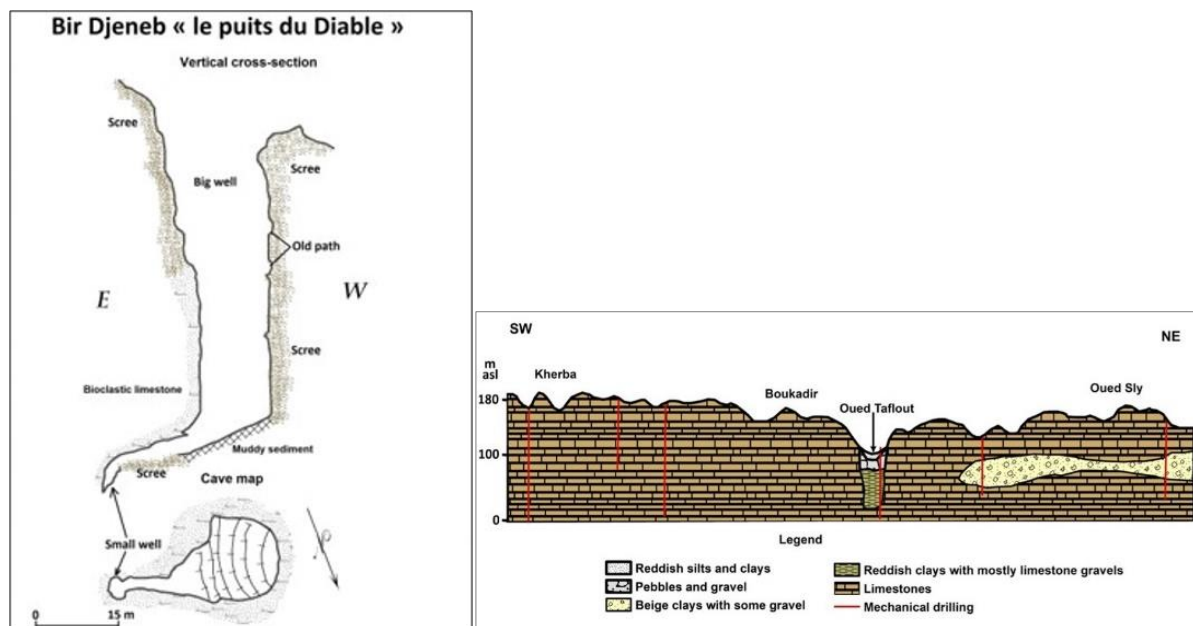 Bir Djeneb « le puits du Diable »
Vertical cross-section
Scree
Scree
Big well
Old path
E
W
Scree
Bioclastic limestone
Muddy sediment
Scree
Cave map
Small well
N
0 15 m
SW
NE
m
asl
Kherba
Boukadir
Oued Sly
180
Oued Taflout
100
0
Legend
Reddish silts and clays
Pebbles and gravel
Beige clays with some gravel
Reddish clays with mostly limestone gravels
Limestones
Mechanical drilling